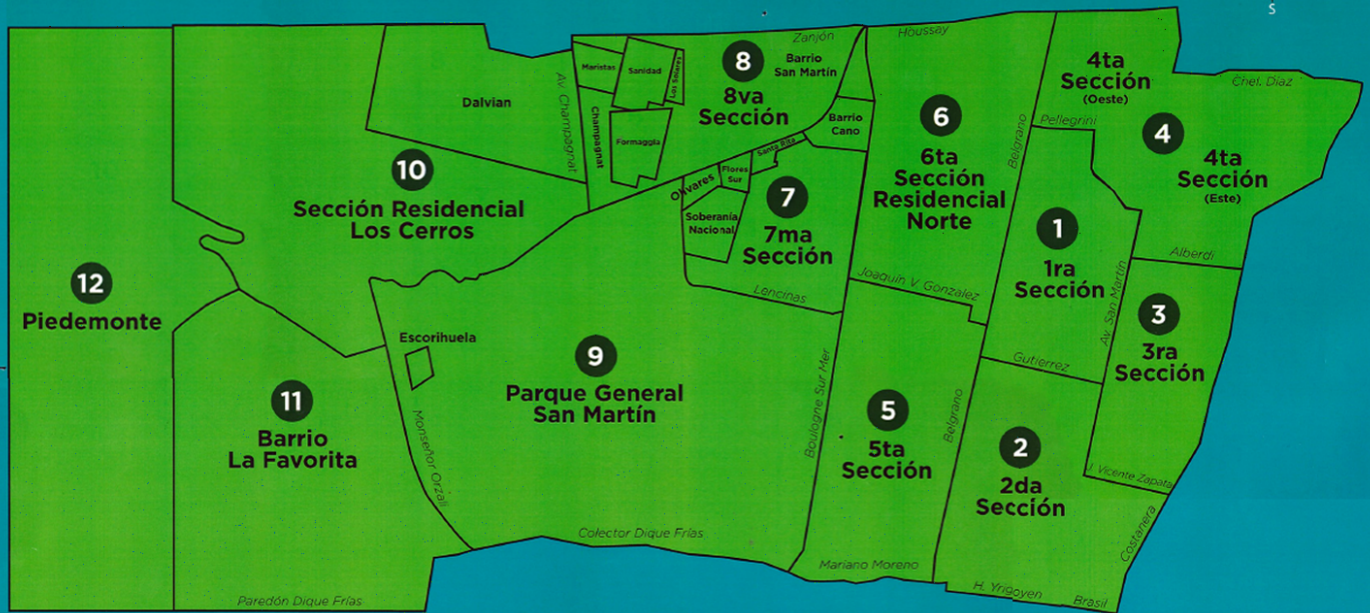 S
12
Piedemonte
10
Sección Residencial
Los Cerros
Dalvian
Av. Champagnat
Maristas
Sanidad
Los Solares
Champagnat
Formaggia
8
8va
Sección
Zanjón
Barrio
San Martín
Barrio
Cano
Santa Rita
Flores
Sur
Olivares
Soberanía
Nacional
7
7ma
Sección
Lencinas
Houssay
6
6ta
Sección
Residencial
Norte
Joaquín V. Gonzalez
Belgrano
4ta
Sección
(Oeste)
Pellegrini
Cnel. Díaz
4
4ta
Sección
(Este)
Alberdi
1
1ra
Sección
Av. San Martín
Gutierrez
3
3ra
Sección
J. Vicente Zapata
Costanera
2
2da
Sección
H. Yrigoyen
Brasil
Belgrano
5
5ta
Sección
Mariano Moreno
Boulogne Sur Mer
9
Parque General
San Martín
Escorihuela
Monseñor Orzali
Colector Dique Frías
11
Barrio
La Favorita
Paredón Dique Frías